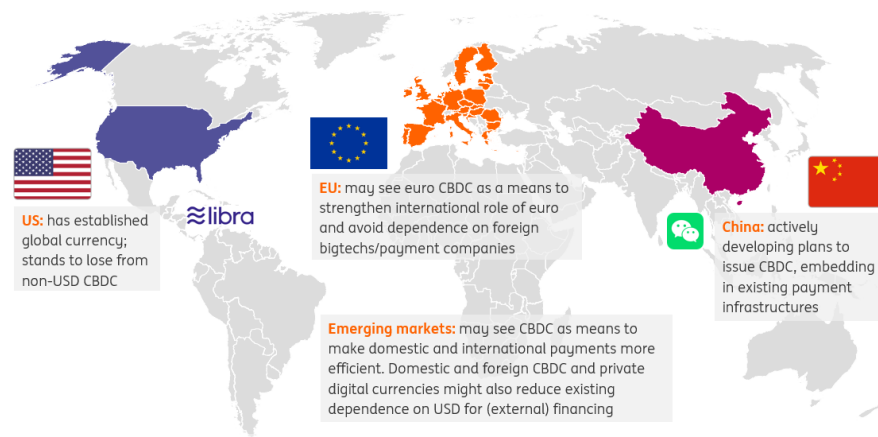 libra
US: has established
global currency;
stands to lose from
non-USD CBDC
EU: may see euro CBDC as a means to
strengthen international role of euro
and avoid dependence on foreign
bigtechs/payment companies
China: actively
developing plans to
issue CBDC, embedding
in existing payment
infrastructures
Emerging markets: may see CBDC as means to
make domestic and international payments more
efficient. Domestic and foreign CBDC and private
digital currencies might also reduce existing
dependence on USD for (external) financing